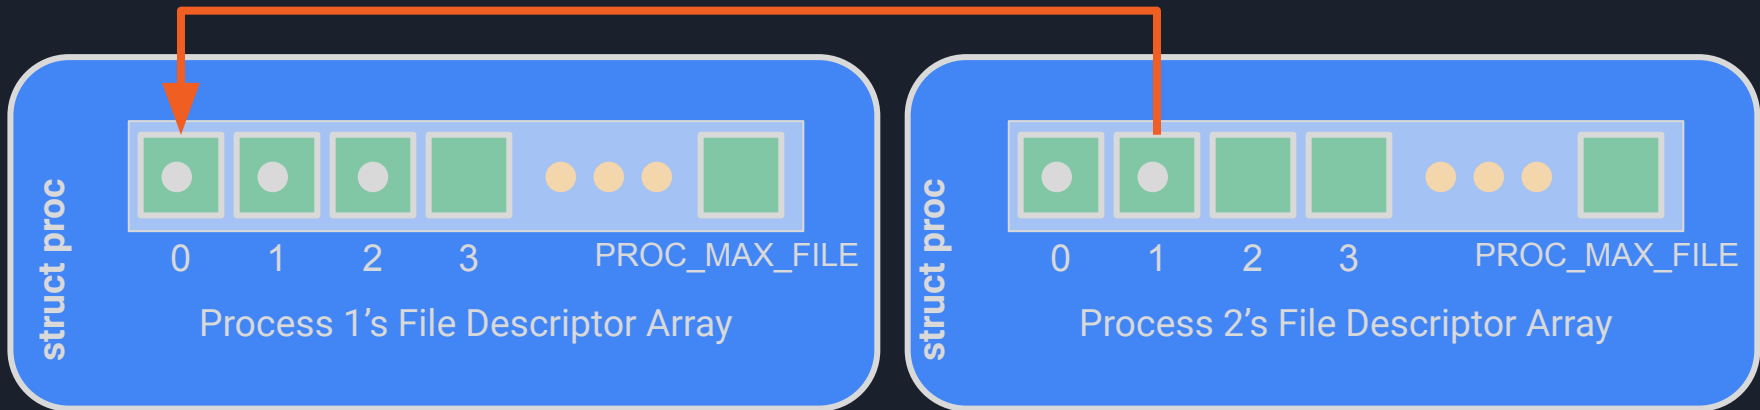 struct proc
0 1 2 3 PROC_MAX_FILE
Process 1's File Descriptor Array
struct proc
0 1 2 3 PROC_MAX_FILE
Process 2's File Descriptor Array